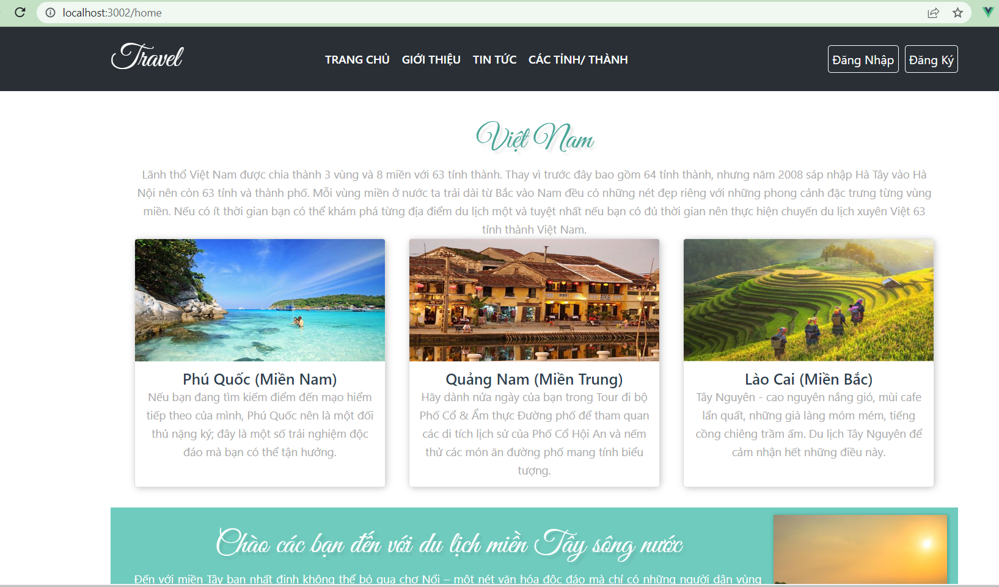 localhost:3002/home
Travel
TRANG CHỦ GIỚI THIỆU TIN TỨC CÁC TỈNH/ THÀNH
Đăng Nhập Đăng Ký
Việt Nam
Lãnh thổ Việt Nam được chia thành 3 vùng và 8 miền với 63 tỉnh thành. Thay vì trước đây bao gồm 64 tỉnh thành, nhưng năm 2008 sáp nhập Hà Tây vào Hà
Nội nên còn 63 tỉnh và thành phố. Mỗi vùng miền ở nước ta trải dài từ Bắc vào Nam đều có những nét đẹp riêng với những phong cảnh đặc trưng từng vùng
miền. Nếu có ít thời gian bạn có thể khám phá từng địa điểm du lịch một và tuyệt nhất nếu bạn có đủ thời gian nên thực hiện chuyến du lịch xuyên Việt 63
tỉnh thành Việt Nam.
Phú Quốc (Miền Nam)
Nếu bạn đang tìm kiếm điểm đến mạo hiểm
tiếp theo của mình, Phú Quốc nên là một đối
thủ nặng ký; đây là một số trải nghiệm độc
đáo mà bạn có thể tận hưởng.
Quảng Nam (Miền Trung)
Hãy dành nửa ngày của bạn trong Tour đi bộ
Phố Cổ & Ẩm thực Đường phố để tham quan
các di tích lịch sử của Phố Cổ Hội An và nếm
thử các món ăn đường phố mang tính biểu
tượng.
Lào Cai (Miền Bắc)
Tây Nguyên - cao nguyên nắng gió, mùi cafe
lẩn quất, những già làng móm mém, tiếng
cồng chiêng trầm ấm. Du lịch Tây Nguyên để
cảm nhận hết những điều này.
Chào các bạn đến với du lịch miền Tây sông nước
Đến với miền Tây bạn nhất định không thể bỏ qua chợ Nổi – một nét văn hóa độc đáo mà chỉ có những người dân vùng